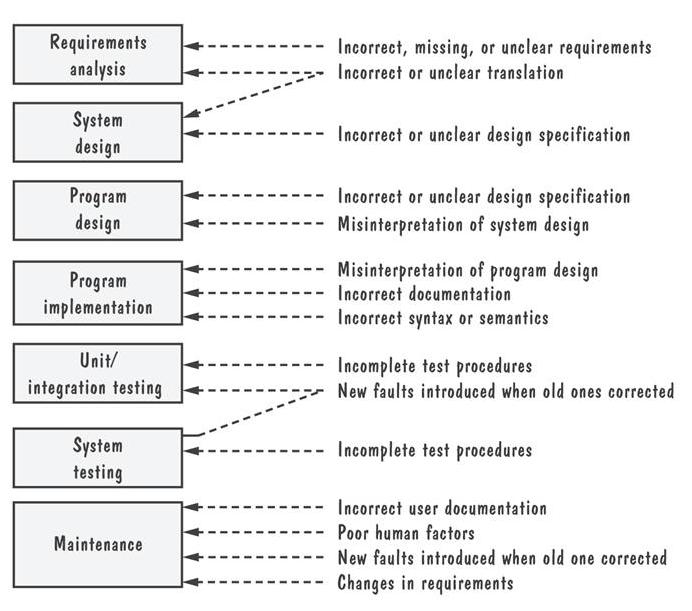 Requirements
analysis
Incorrect, missing, or unclear requirements
Incorrect or unclear translation
System
design
Incorrect or unclear design specification
Program
design
Incorrect or unclear design specification
Misinterpretation of system design
Program
implementation
Misinterpretation of program design
Incorrect documentation
Incorrect syntax or semantics
Unit/
integration testing
Incomplete test procedures
New faults introduced when old ones corrected
System
testing
Incomplete test procedures
Maintenance
Incorrect user documentation
Poor human factors
New faults introduced when old one corrected
Changes in requirements